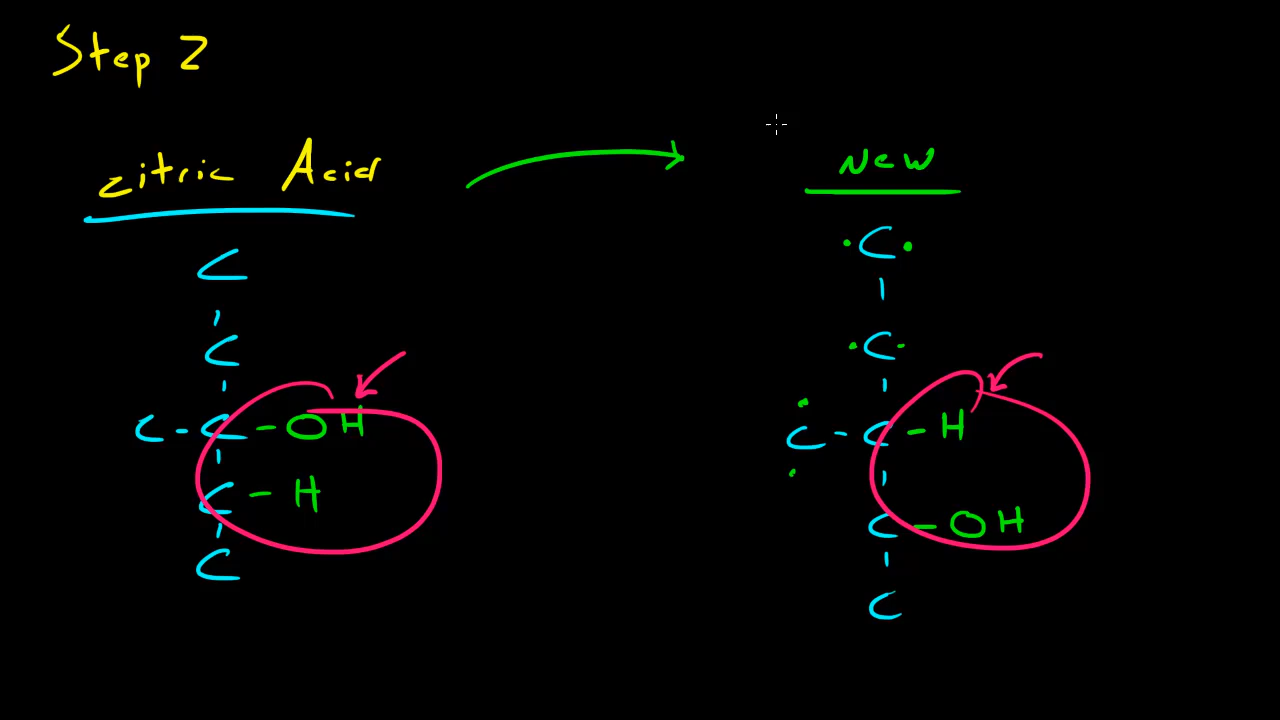 Step 2
Citric Acid
New
C
C
C - C - OH
C - H
C
C
C
C - C - H
C - OH
C